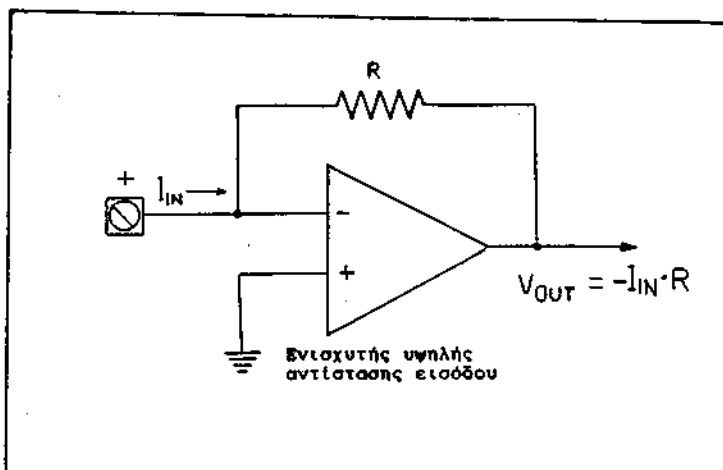 R
+
I_IN
-
+
V_OUT = -I_IN·R
Ενισχυτής υψηλής
αντίστασης εισόδου